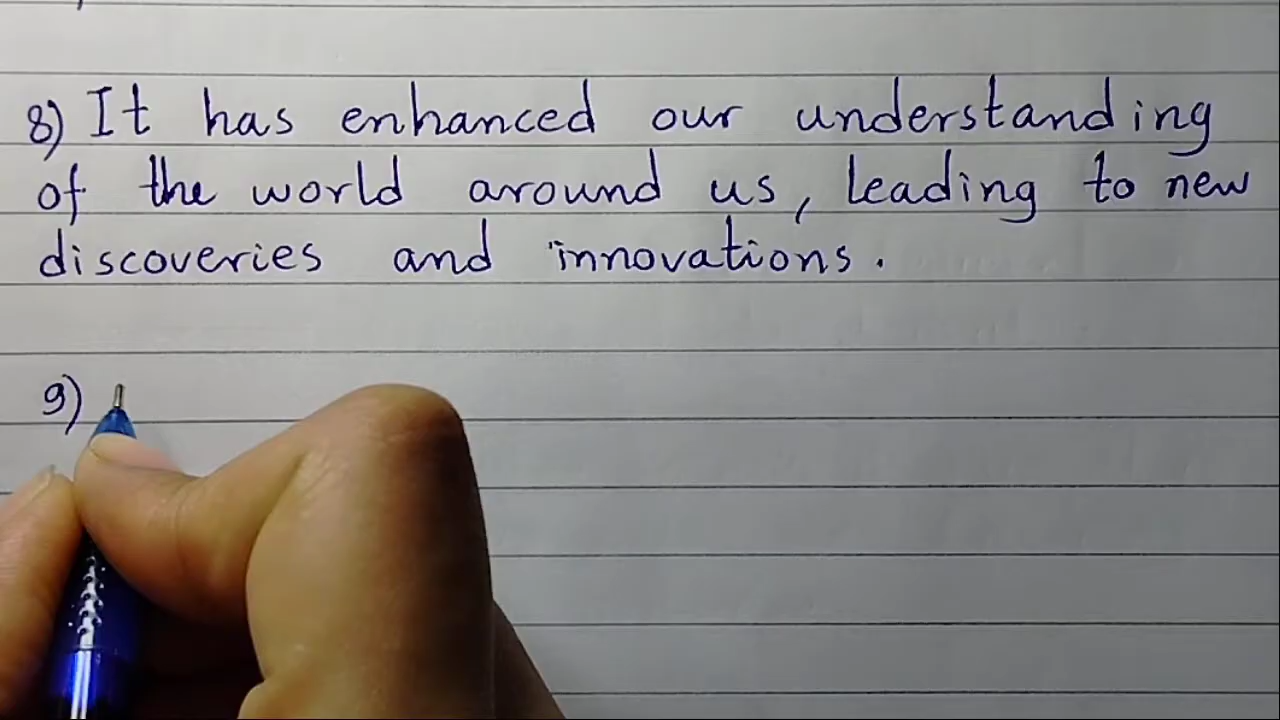 8) It has enhanced our understanding
of the world around us, leading to new
discoveries and innovations.
9)